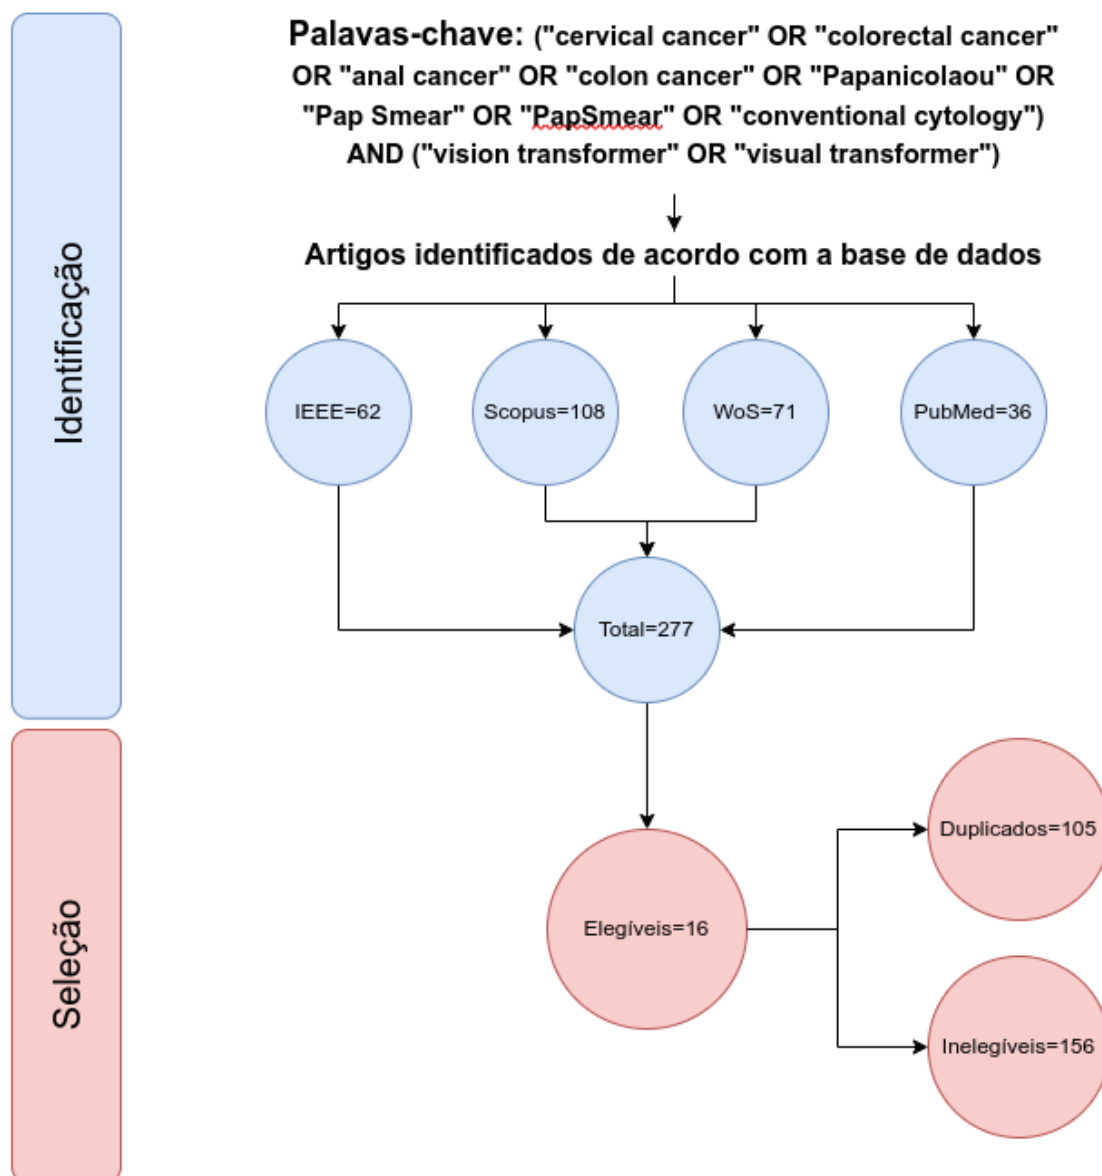 Palavas-chave: ("cervical cancer" OR "colorectal cancer"
OR "anal cancer" OR "colon cancer" OR "Papanicolaou" OR
"Pap Smear" OR "PapSmear" OR "conventional cytology")
AND ("vision transformer" OR "visual transformer")
Artigos identificados de acordo com a base de dados
Identificação
IEEE=62
Scopus=108
WoS=71
PubMed=36
Total=277
Seleção
Duplicados=105
Elegíveis=16
Inelegíveis=156